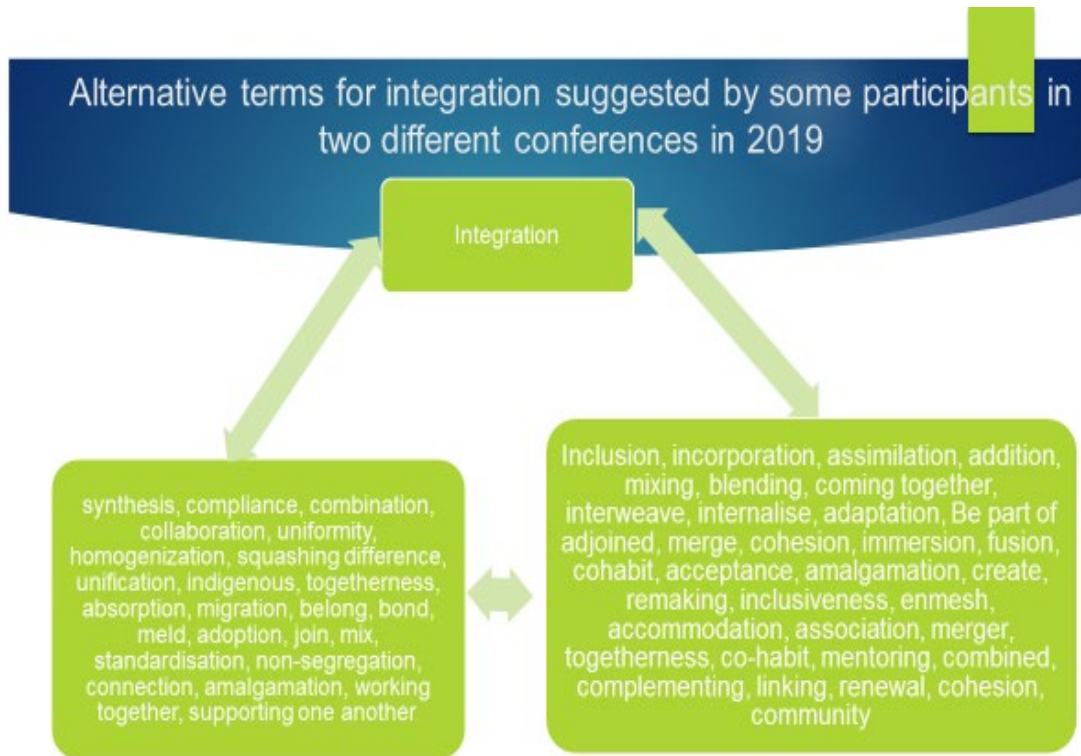 Alternative terms for integration suggested by some participants in
two different conferences in 2019
Integration
synthesis, compliance, combination,
collaboration, uniformity,
homogenization, squashing difference,
unification, indigenous, togetherness,
absorption, migration, belong, bond,
meld, adoption, join, mix,
standardisation, non-segregation,
connection, amalgamation, working
together, supporting one another
Inclusion, incorporation, assimilation, addition,
mixing, blending, coming together,
interweave, internalise, adaptation, Be part of
adjoined, merge, cohesion, immersion, fusion,
cohabit, acceptance, amalgamation, create,
remaking, inclusiveness, enmesh,
accommodation, association, merger,
togetherness, co-habit, mentoring, combined,
complementing, linking, renewal, cohesion,
community